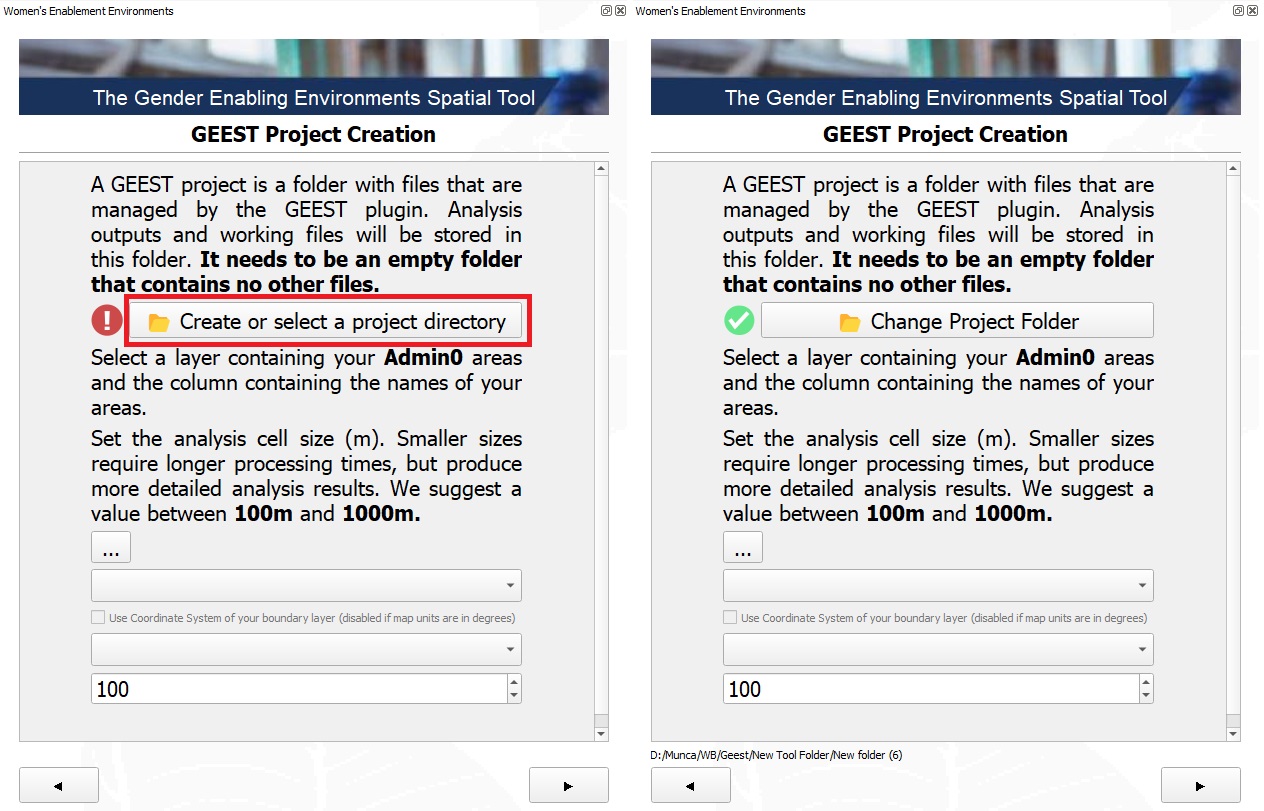 Women's Enablement Environments
The Gender Enabling Environments Spatial Tool
GEEST Project Creation
A GEEST project is a folder with files that are
managed by the GEEST plugin. Analysis
outputs and working files will be stored in
this folder. It needs to be an empty folder
that contains no other files.
Create or select a project directory
Select a layer containing your Admin0 areas
and the column containing the names of your
areas.
Set the analysis cell size (m). Smaller sizes
require longer processing times, but produce
more detailed analysis results. We suggest a
value between 100m and 1000m.
...
Use Coordinate System of your boundary layer (disabled if map units are in degrees)
100
Women's Enablement Environments
The Gender Enabling Environments Spatial Tool
GEEST Project Creation
A GEEST project is a folder with files that are
managed by the GEEST plugin. Analysis
outputs and working files will be stored in
this folder. It needs to be an empty folder
that contains no other files.
Change Project Folder
Select a layer containing your Admin0 areas
and the column containing the names of your
areas.
Set the analysis cell size (m). Smaller sizes
require longer processing times, but produce
more detailed analysis results. We suggest a
value between 100m and 1000m.
...
Use Coordinate System of your boundary layer (disabled if map units are in degrees)
100
D:/Munca/WB/Geest/New Tool Folder/New folder (6)